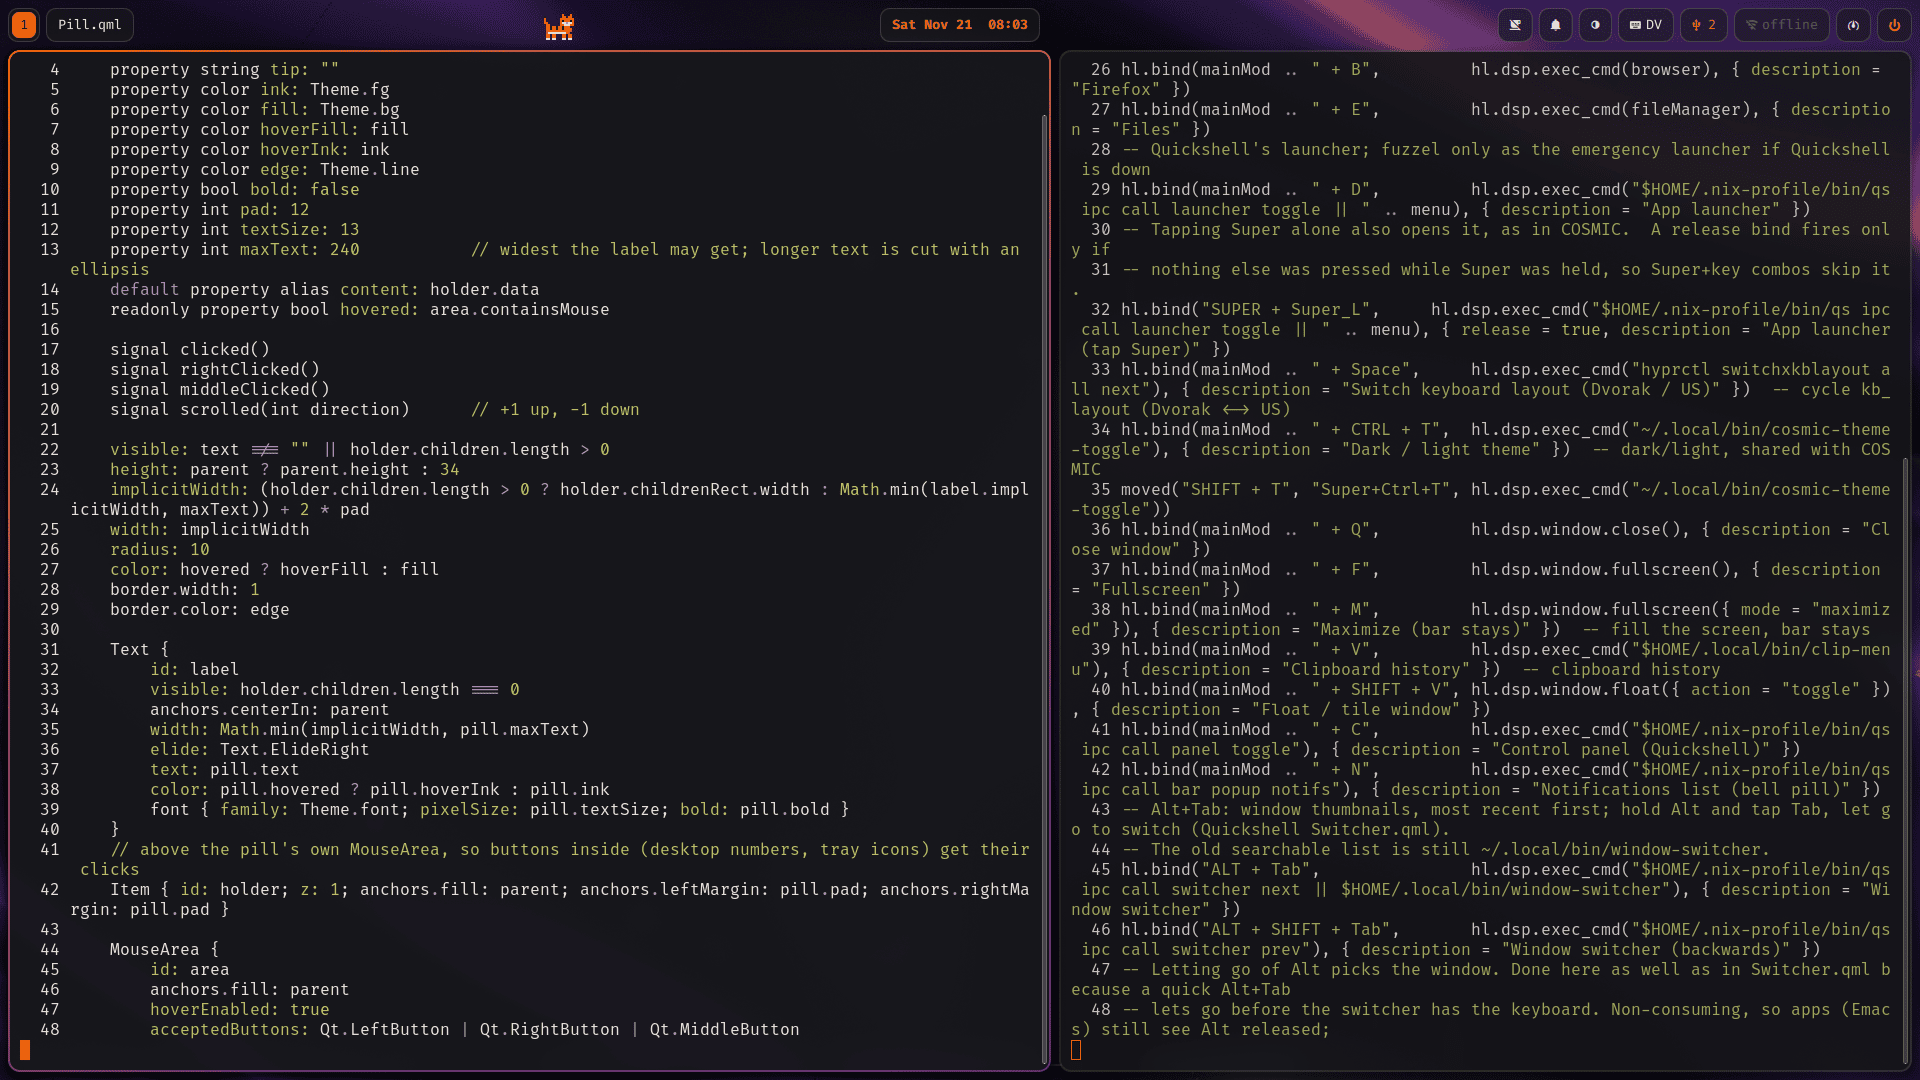 1 Pill.qml
Sat Nov 21 08:03
DV
2
offline
4 property string tip: ""
5 property color ink: Theme.fg
6 property color fill: Theme.bg
7 property color hoverFill: fill
8 property color hoverInk: ink
9 property color edge: Theme.line
10 property bool bold: false
11 property int pad: 12
12 property int textSize: 13
13 property int maxText: 240 // widest the label may get; longer text is cut with an
ellipsis
14 default property alias content: holder.data
15 readonly property bool hovered: area.containsMouse
16
17 signal clicked()
18 signal rightClicked()
19 signal middleClicked()
20 signal scrolled(int direction) // +1 up, -1 down
21
22 visible: text !== "" || holder.children.length > 0
23 height: parent ? parent.height : 34
24 implicitWidth: (holder.children.length > 0 ? holder.childrenRect.width : Math.min(label.impl
icitWidth, maxText)) + 2 * pad
25 width: implicitWidth
26 radius: 10
27 color: hovered ? hoverFill : fill
28 border.width: 1
29 border.color: edge
30
31 Text {
32 id: label
33 visible: holder.children.length === 0
34 anchors.centerIn: parent
35 width: Math.min(implicitWidth, pill.maxText)
36 elide: Text.ElideRight
37 text: pill.text
38 color: pill.hovered ? pill.hoverInk : pill.ink
39 font { family: Theme.font; pixelSize: pill.textSize; bold: pill.bold }
40 }
41 // above the pill's own MouseArea, so buttons inside (desktop numbers, tray icons) get their
clicks
42 Item { id: holder; z: 1; anchors.fill: parent; anchors.leftMargin: pill.pad; anchors.rightMa
rgin: pill.pad }
43
44 MouseArea {
45 id: area
46 anchors.fill: parent
47 hoverEnabled: true
48 acceptedButtons: Qt.LeftButton | Qt.RightButton | Qt.MiddleButton
26 hl.bind(mainMod .. " + B", hl.dsp.exec_cmd(browser), { description =
"Firefox" })
27 hl.bind(mainMod .. " + E", hl.dsp.exec_cmd(fileManager), { descriptio
n = "Files" })
28 -- Quickshell's launcher; fuzzel only as the emergency launcher if Quickshell
is down
29 hl.bind(mainMod .. " + D", hl.dsp.exec_cmd("$HOME/.nix-profile/bin/qs
ipc call launcher toggle || " .. menu), { description = "App launcher" })
30 -- Tapping Super alone also opens it, as in COSMIC. A release bind fires onl
y if
31 -- nothing else was pressed while Super was held, so Super+key combos skip it
.
32 hl.bind("SUPER + Super_L", hl.dsp.exec_cmd("$HOME/.nix-profile/bin/qs ipc
call launcher toggle || " .. menu), { release = true, description = "App launcher
(tap Super)" })
33 hl.bind(mainMod .. " + Space", hl.dsp.exec_cmd("hyprctl switchxkblayout a
ll next"), { description = "Switch keyboard layout (Dvorak / US)" }) -- cycle kb_
layout (Dvorak <-> US)
34 hl.bind(mainMod .. " + CTRL + T", hl.dsp.exec_cmd("~/.local/bin/cosmic-theme
-toggle"), { description = "Dark / light theme" }) -- dark/light, shared with COS
MIC
35 moved("SHIFT + T", "Super+Ctrl+T", hl.dsp.exec_cmd("~/.local/bin/cosmic-theme
-toggle"))
36 hl.bind(mainMod .. " + Q", hl.dsp.window.close(), { description = "Cl
ose window" })
37 hl.bind(mainMod .. " + F", hl.dsp.window.fullscreen(), { description
= "Fullscreen" })
38 hl.bind(mainMod .. " + M", hl.dsp.window.fullscreen({ mode = "maximiz
ed" }), { description = "Maximize (bar stays)" }) -- fill the screen, bar stays
39 hl.bind(mainMod .. " + V", hl.dsp.exec_cmd("$HOME/.local/bin/clip-men
u"), { description = "Clipboard history" }) -- clipboard history
40 hl.bind(mainMod .. " + SHIFT + V", hl.dsp.window.float({ action = "toggle" })
, { description = "Float / tile window" })
41 hl.bind(mainMod .. " + C", hl.dsp.exec_cmd("$HOME/.nix-profile/bin/qs
ipc call panel toggle"), { description = "Control panel (Quickshell)" })
42 hl.bind(mainMod .. " + N", hl.dsp.exec_cmd("$HOME/.nix-profile/bin/qs
ipc call bar popup notifs"), { description = "Notifications list (bell pill)" })
43 -- Alt+Tab: window thumbnails, most recent first; hold Alt and tap Tab, let g
o to switch (Quickshell Switcher.qml).
44 -- The old searchable list is still ~/.local/bin/window-switcher.
45 hl.bind("ALT + Tab", hl.dsp.exec_cmd("$HOME/.nix-profile/bin/qs
ipc call switcher next || $HOME/.local/bin/window-switcher"), { description = "Wi
ndow switcher" })
46 hl.bind("ALT + SHIFT + Tab", hl.dsp.exec_cmd("$HOME/.nix-profile/bin/qs
ipc call switcher prev"), { description = "Window switcher (backwards)" })
47 -- Letting go of Alt picks the window. Done here as well as in Switcher.qml b
ecause a quick Alt+Tab
48 -- lets go before the switcher has the keyboard. Non-consuming, so apps (Emac
s) still see Alt released;